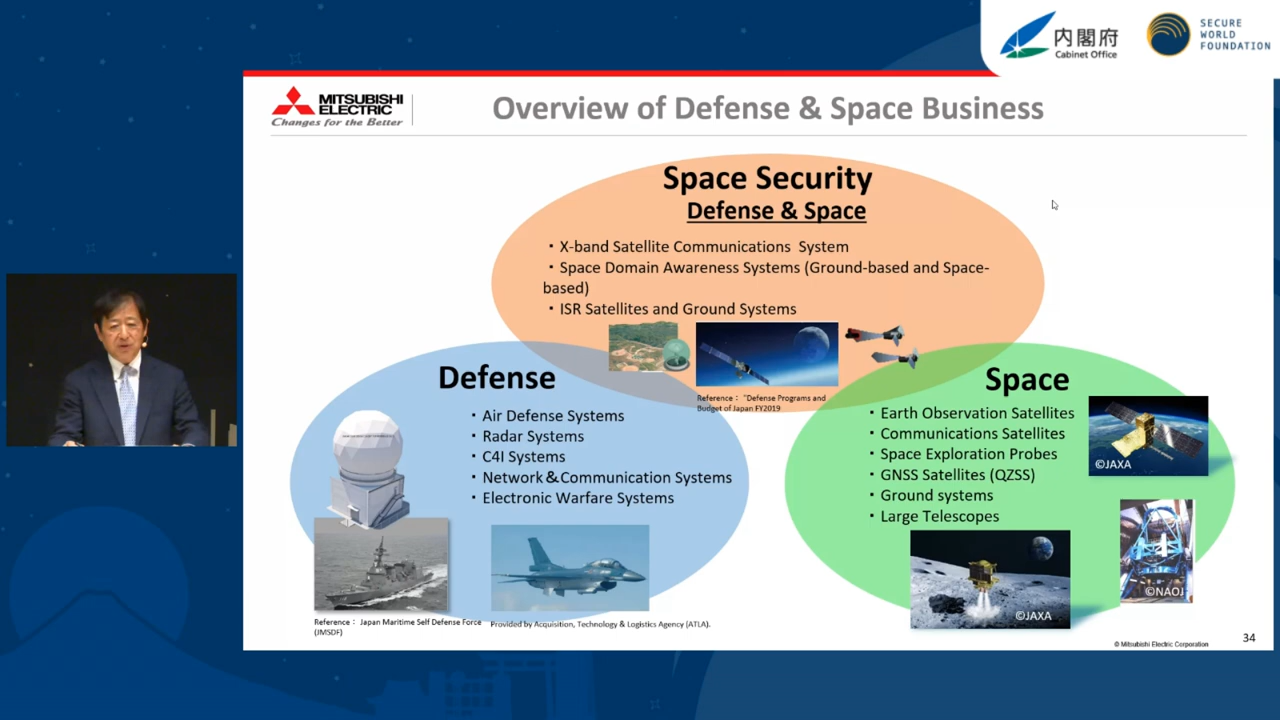 内閣府
Cabinet Office
SECURE
WORLD
FOUNDATION
MITSUBISHI
ELECTRIC
Changes for the Better
Overview of Defense & Space Business
Space Security
Defense & Space
・X-band Satellite Communications System
・Space Domain Awareness Systems (Ground-based and Space-
based)
・ISR Satellites and Ground Systems
Reference： "Defense Programs and
Budget of Japan FY2019
Defense
・Air Defense Systems
・Radar Systems
・C4I Systems
・Network＆Communication Systems
・Electronic Warfare Systems
Reference： Japan Maritime Self Defense Force
(JMSDF)
Provided by Acquisition, Technology & Logistics Agency (ATLA).
Space
・Earth Observation Satellites
・Communications Satellites
・Space Exploration Probes
・GNSS Satellites (QZSS)
・Ground systems
・Large Telescopes
©JAXA
©JAXA
©NAOJ
© Mitsubishi Electric Corporation
34